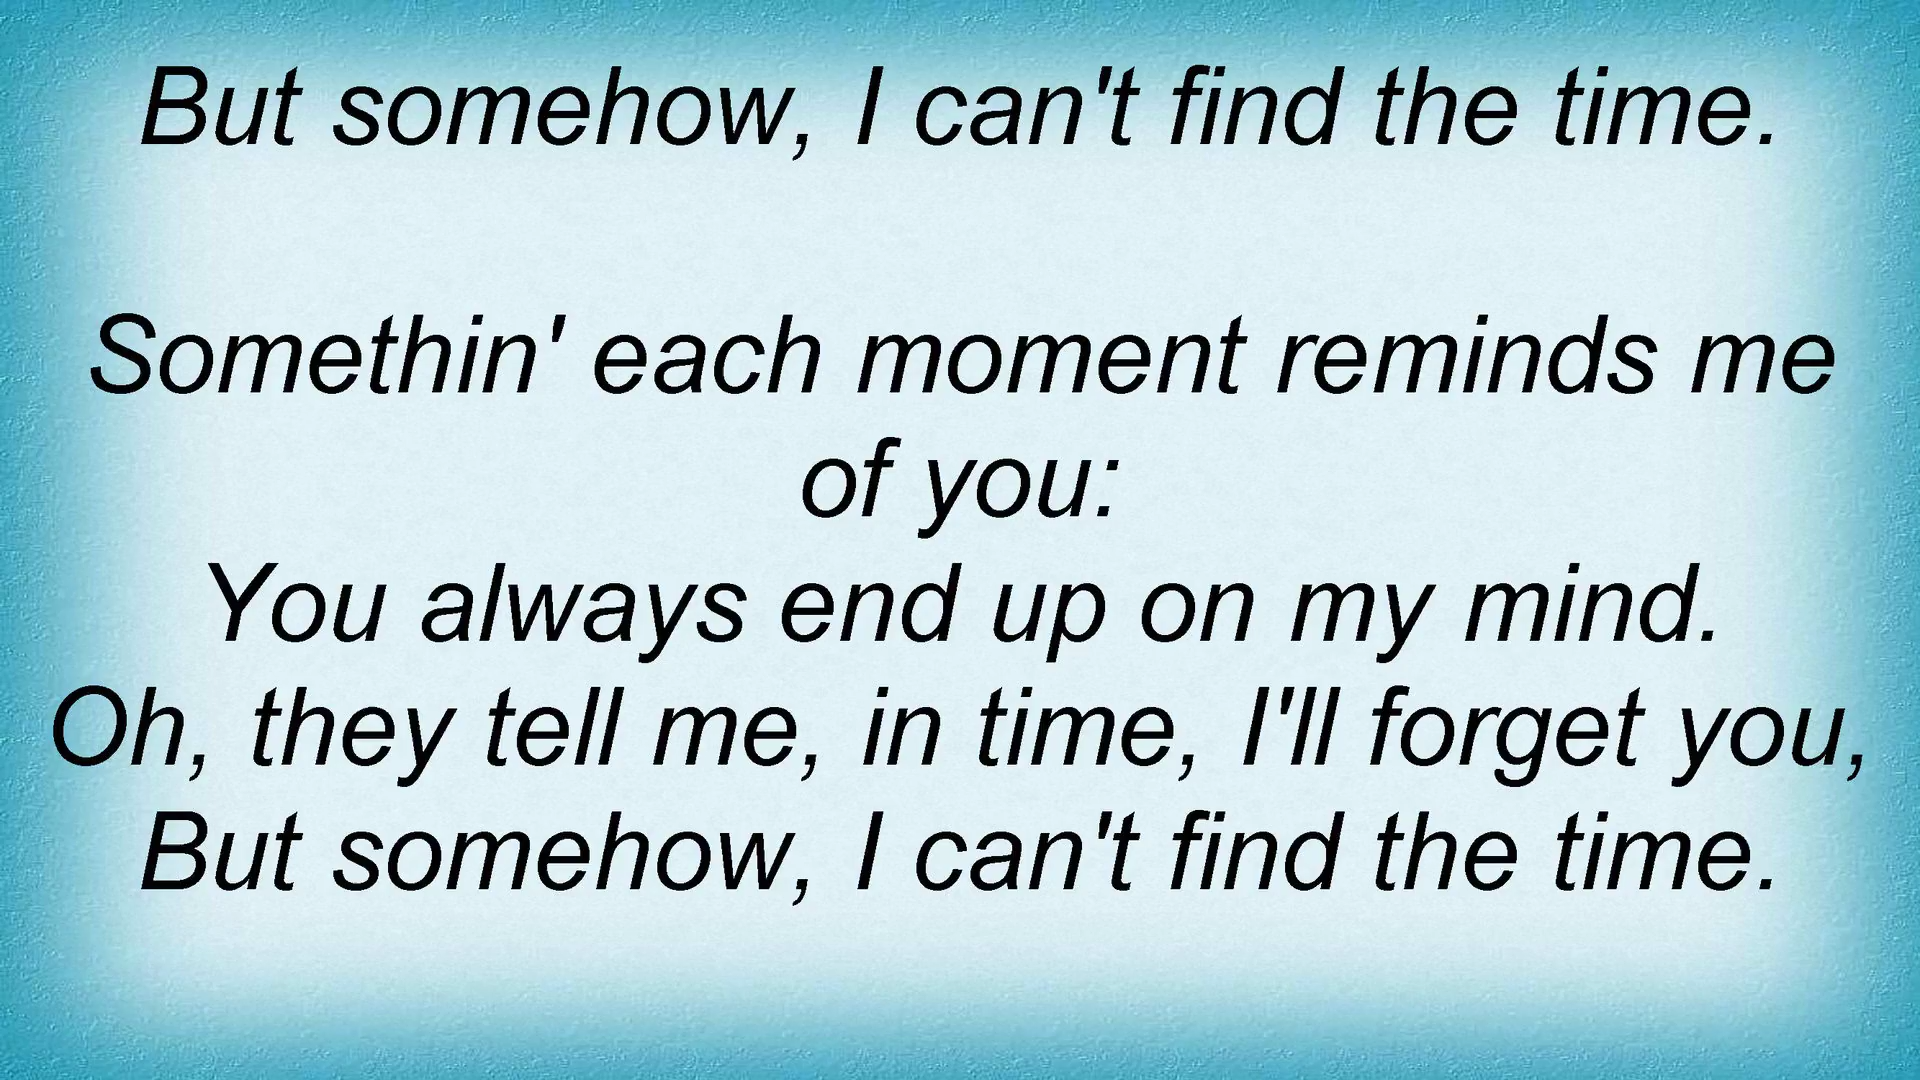 But somehow, I can't find the time.
Somethin' each moment reminds me
of you:
You always end up on my mind.
Oh, they tell me, in time, I'll forget you,
But somehow, I can't find the time.